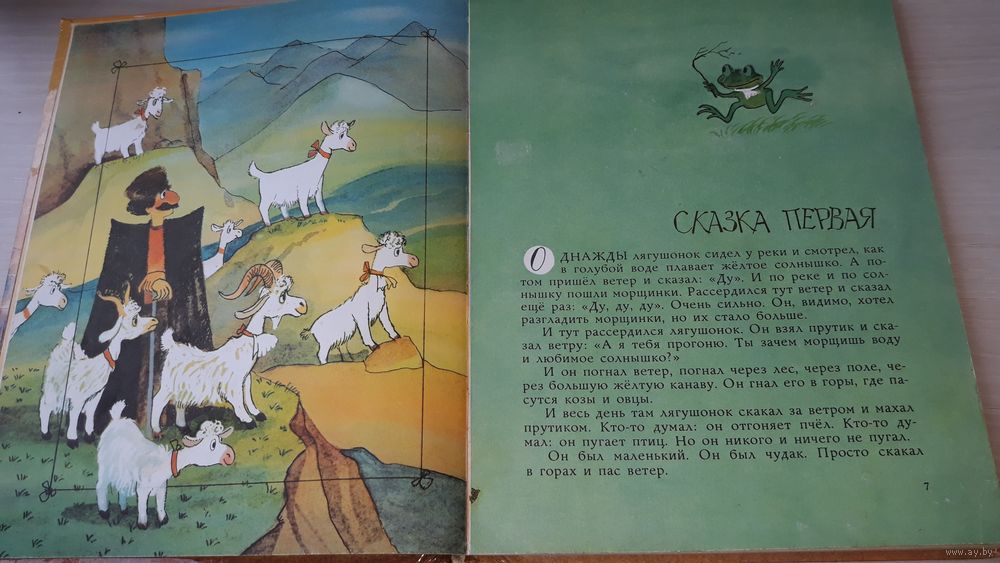 СКАЗКА ПЕРВАЯ
ОДНАЖДЫ лягушонок сидел у реки и смотрел, как
в голубой воде плавает жёлтое солнышко. А по-
том пришёл ветер и сказал: «Ду». И по реке и по сол-
нышку пошли морщинки. Рассердился тут ветер и сказал
ещё раз: «Ду, ду, ду». Очень сильно. Он, видимо, хотел
разгладить морщинки, но их стало больше.
И тут рассердился лягушонок. Он взял прутик и ска-
зал ветру: «А я тебя прогоню. Ты зачем морщишь воду
и любимое солнышко?»
И он погнал ветер, погнал через лес, через поле, че-
рез большую жёлтую канаву. Он гнал его в горы, где па-
сутся козы и овцы.
И весь день там лягушонок скакал за ветром и махал
прутиком. Кто-то думал: он отгоняет пчёл. Кто-то ду-
мал: он пугает птиц. Но он никого и ничего не пугал.
Он был маленький. Он был чудак. Просто скакал
в горах и пас ветер.
7
www.ay.by